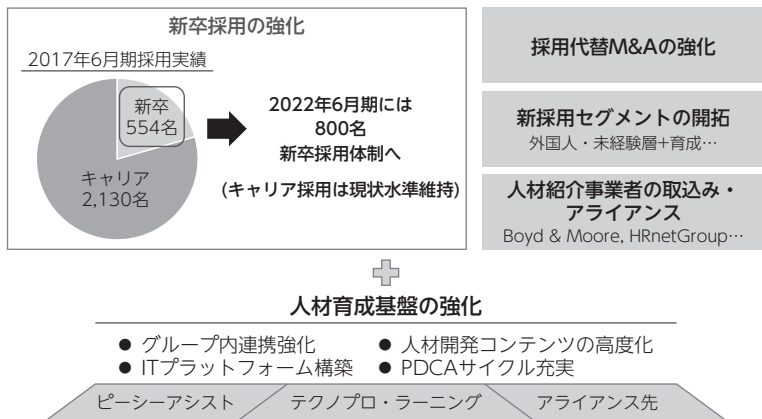 新卒採用の強化
2017年6月期採用実績
新卒
554名
キャリア
2,130名
2022年6月期には
800名
新卒採用体制へ
(キャリア採用は現状水準維持)
採用代替M&Aの強化
新採用セグメントの開拓
外国人・未経験層+育成…
人材紹介事業者の取込み・
アライアンス
Boyd & Moore, HRnetGroup…
人材育成基盤の強化
● グループ内連携強化
● ITプラットフォーム構築
● 人材開発コンテンツの高度化
● PDCAサイクル充実
ピーシーアシスト
テクノプロ・ラーニング
アライアンス先